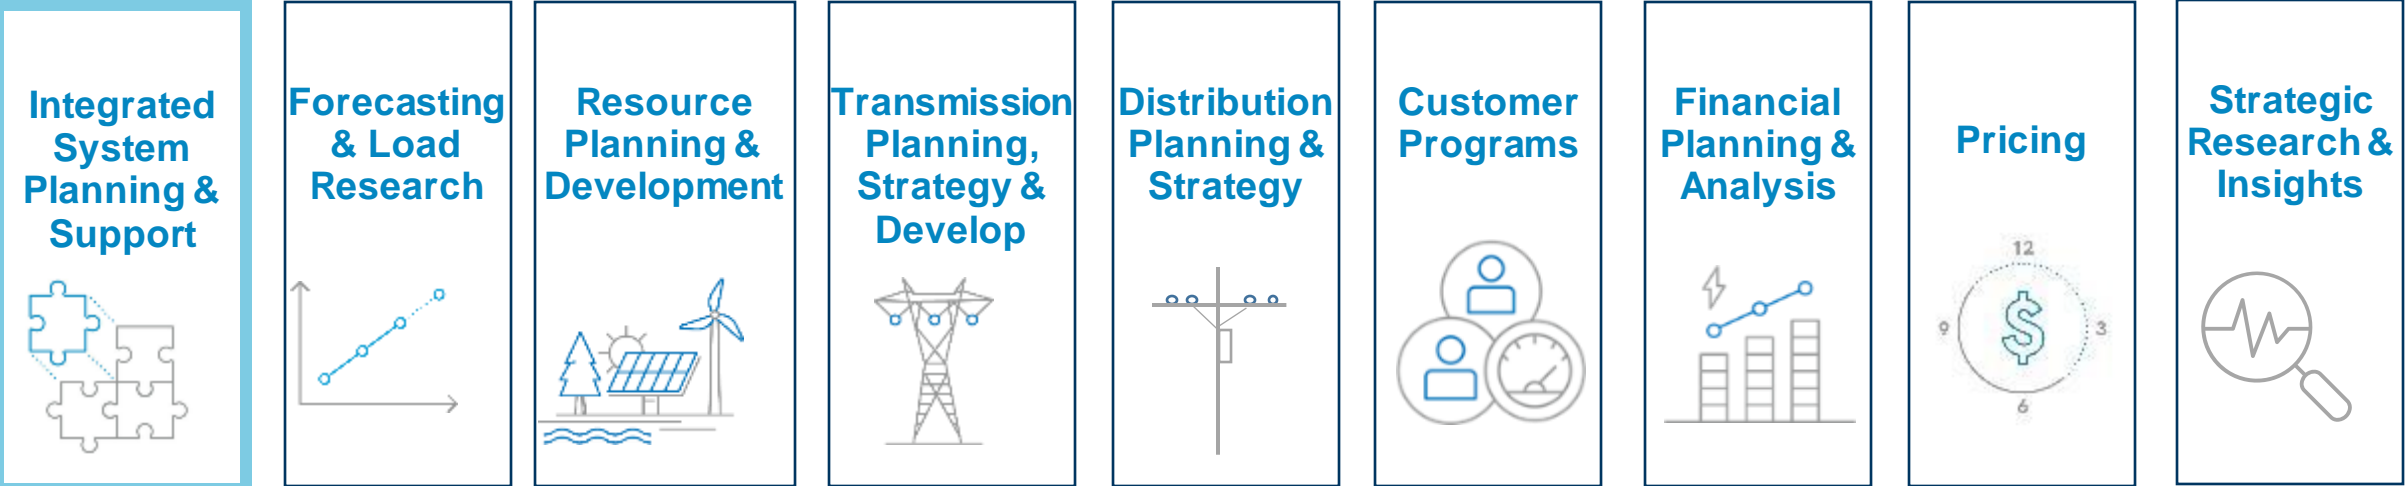 Integrated
System
Planning &
Support
Forecasting
& Load
Research
Resource
Planning &
Development
Transmission
Planning,
Strategy &
Develop
Distribution
Planning &
Strategy
Customer
Programs
Financial
Planning &
Analysis
Pricing
12
9
$
3
6
Strategic
Research &
Insights